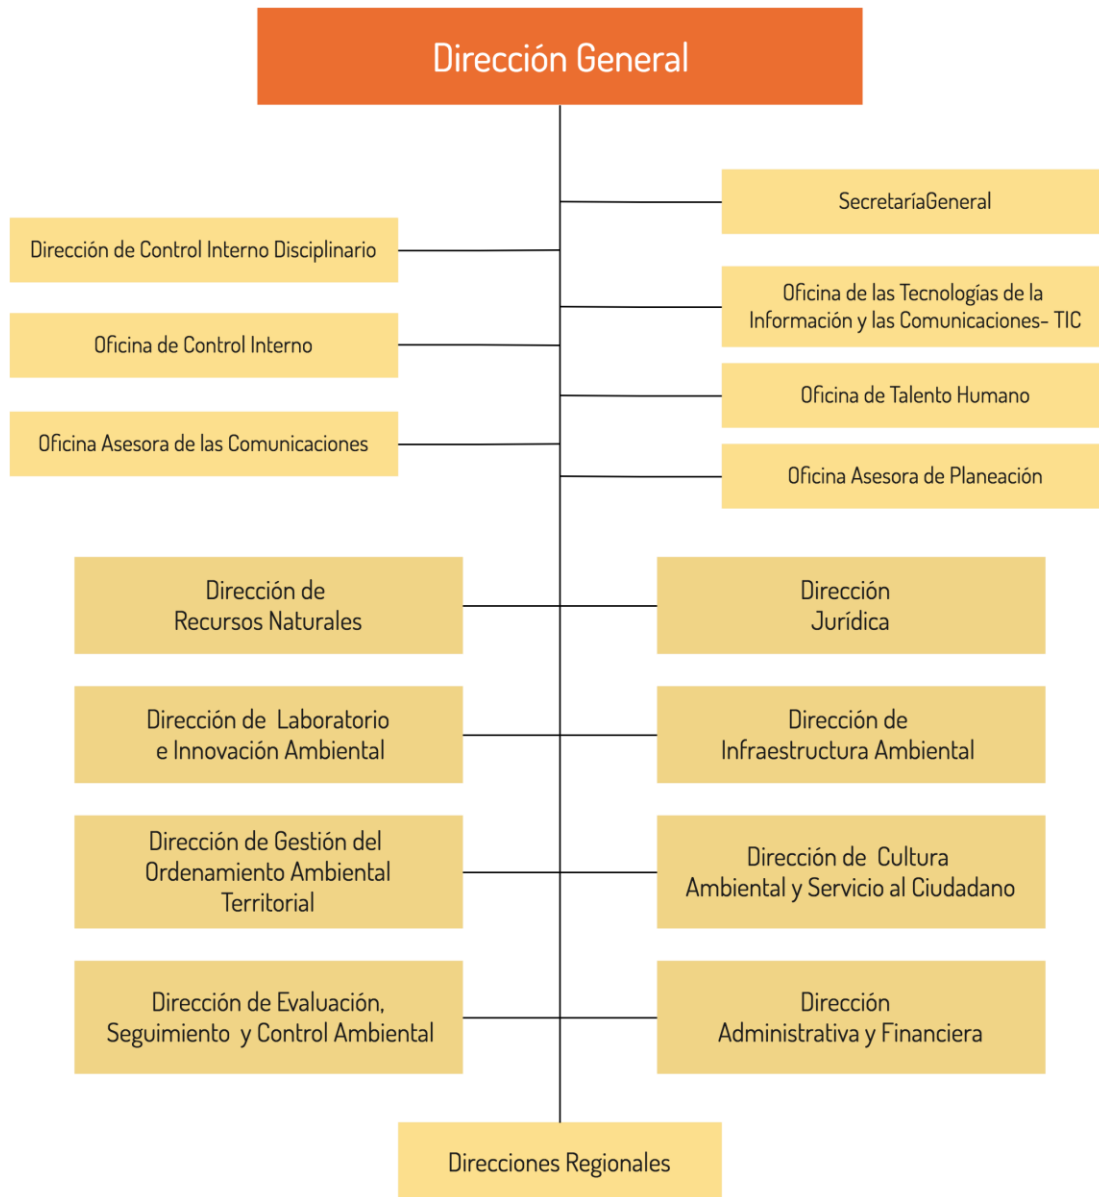 Dirección General
SecretaríaGeneral
Dirección de Control Interno Disciplinario
Oficina de las Tecnologías de la
Información y las Comunicaciones- TIC
Oficina de Control Interno
Oficina de Talento Humano
Oficina Asesora de las Comunicaciones
Oficina Asesora de Planeación
Dirección de
Recursos Naturales
Dirección
Jurídica
Dirección de Laboratorio
e Innovación Ambiental
Dirección de
Infraestructura Ambiental
Dirección de Gestión del
Ordenamiento Ambiental
Territorial
Dirección de Cultura
Ambiental y Servicio al Ciudadano
Dirección de Evaluación,
Seguimiento y Control Ambiental
Dirección
Administrativa y Financiera
Direcciones Regionales